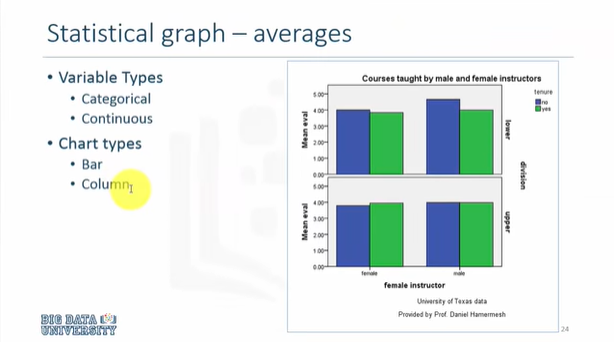 Statistical graph – averages
• Variable Types
• Categorical
• Continuous
• Chart types
• Bar
• Column
Courses taught by male and female instructors
tenure
no
yes
Mean eval
5.00
4.00
3.00
2.00
1.00
0.00
lower
division
Mean eval
5.00
4.00
3.00
2.00
1.00
0.00
upper
female
male
female instructor
University of Texas data
Provided by Prof. Daniel Hamermesh
BIG DATA
UNIVERSITY
24